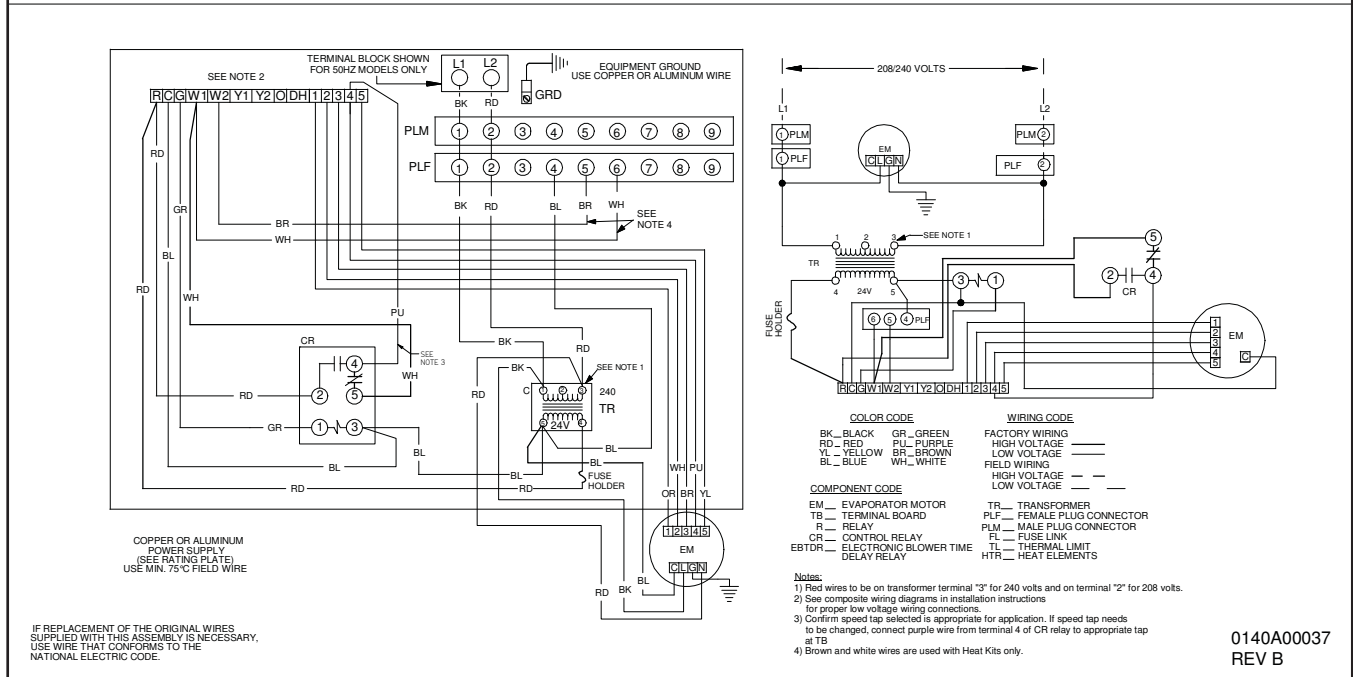 TERMINAL BLOCK SHOWN
FOR 50HZ MODELS ONLY
L1 L2
EQUIPMENT GROUND
USE COPPER OR ALUMINUM WIRE
GRD
SEE NOTE 2
R C G W1 W2 Y1 Y2 O DH 1 2 3 4 5
BK RD
PLM 1 2 3 4 5 6 7 8 9
PLF 1 2 3 4 5 6 7 8 9
BK RD BL BR WH
SEE
NOTE 4
RD
GR
BL
BR
WH
RD
WH
PU
SEE
NOTE 3
WH
CR
4
2 5
1 3
RD
GR
BL
BL
RD
BK
RD
BK
RD
SEE NOTE 1
C 1 2 3 240
TR
24V
5 4
BL
BL
BL
RD
FUSE
HOLDER
WH PU
OR BR YL
1 2 3 4 5
EM
C L G N
RD BK BL
COPPER OR ALUMINUM
POWER SUPPLY
(SEE RATING PLATE)
USE MIN. 75°C FIELD WIRE
IF REPLACEMENT OF THE ORIGINAL WIRES
SUPPLIED WITH THIS ASSEMBLY IS NECESSARY,
USE WIRE THAT CONFORMS TO THE
NATIONAL ELECTRIC CODE.
208/240 VOLTS
L1 L2
1 PLM PLM 2
1 PLF PLF 2
EM
C L G N
1 2 3 SEE NOTE 1
TR
4 24V 5
3 1
5
2 4
CR
6 5 4 PLF
FUSE
HOLDER
R C G W1 W2 Y1 Y2 O DH 1 2 3 4 5
1
2
3
4
5
EM
C
COLOR CODE
BK BLACK GR GREEN
RD RED PU PURPLE
YL YELLOW BR BROWN
BL BLUE WH WHITE
WIRING CODE
FACTORY WIRING
HIGH VOLTAGE
LOW VOLTAGE
FIELD WIRING
HIGH VOLTAGE
LOW VOLTAGE
COMPONENT CODE
EM EVAPORATOR MOTOR
TB TERMINAL BOARD
R RELAY
CR CONTROL RELAY
EBTDR ELECTRONIC BLOWER TIME
DELAY RELAY
TR TRANSFORMER
PLF FEMALE PLUG CONNECTOR
PLM MALE PLUG CONNECTOR
FL FUSE LINK
TL THERMAL LIMIT
HTR HEAT ELEMENTS
Notes:
1) Red wires to be on transformer terminal "3" for 240 volts and on terminal "2" for 208 volts.
2) See composite wiring diagrams in installation instructions
for proper low voltage wiring connections.
3) Confirm speed tap selected is appropriate for application. If speed tap needs
to be changed, connect purple wire from terminal 4 of CR relay to appropriate tap
at TB
4) Brown and white wires are used with Heat Kits only.
0140A00037
REV B